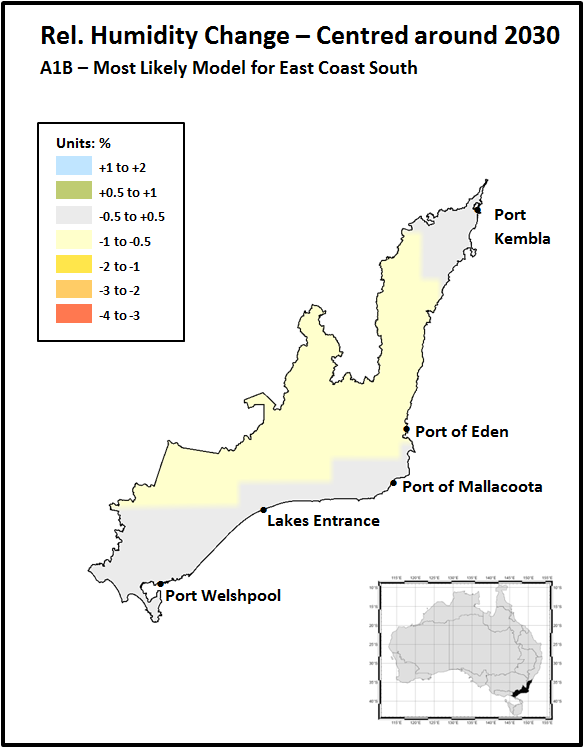 Rel. Humidity Change – Centred around 2030
A1B – Most Likely Model for East Coast South
Units: %
+1 to +2
+0.5 to +1
-0.5 to +0.5
-1 to -0.5
-2 to -1
-3 to -2
-4 to -3
Port
Kembla
Port of Eden
Port of Mallacoota
Lakes Entrance
Port Welshpool